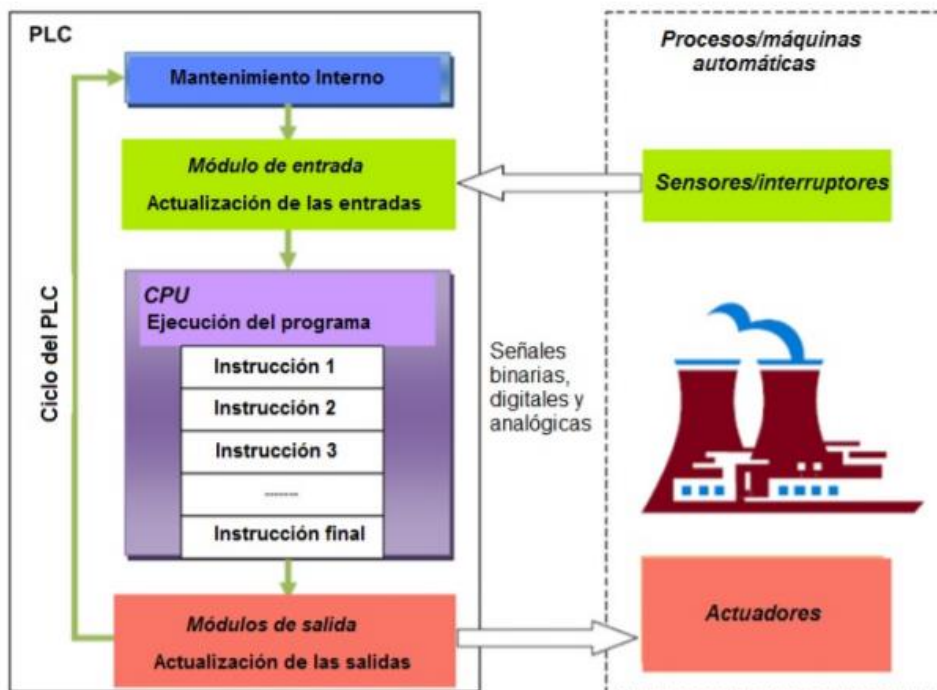 PLC
Mantenimiento Interno
Módulo de entrada
Actualización de las entradas
CPU
Ejecución del programa
Instrucción 1
Instrucción 2
Instrucción 3
.......
Instrucción final
Módulos de salida
Actualización de las salidas
Ciclo del PLC
Señales
binarias,
digitales y
analógicas
Procesos/máquinas
automáticas
Sensores/interruptores
Actuadores